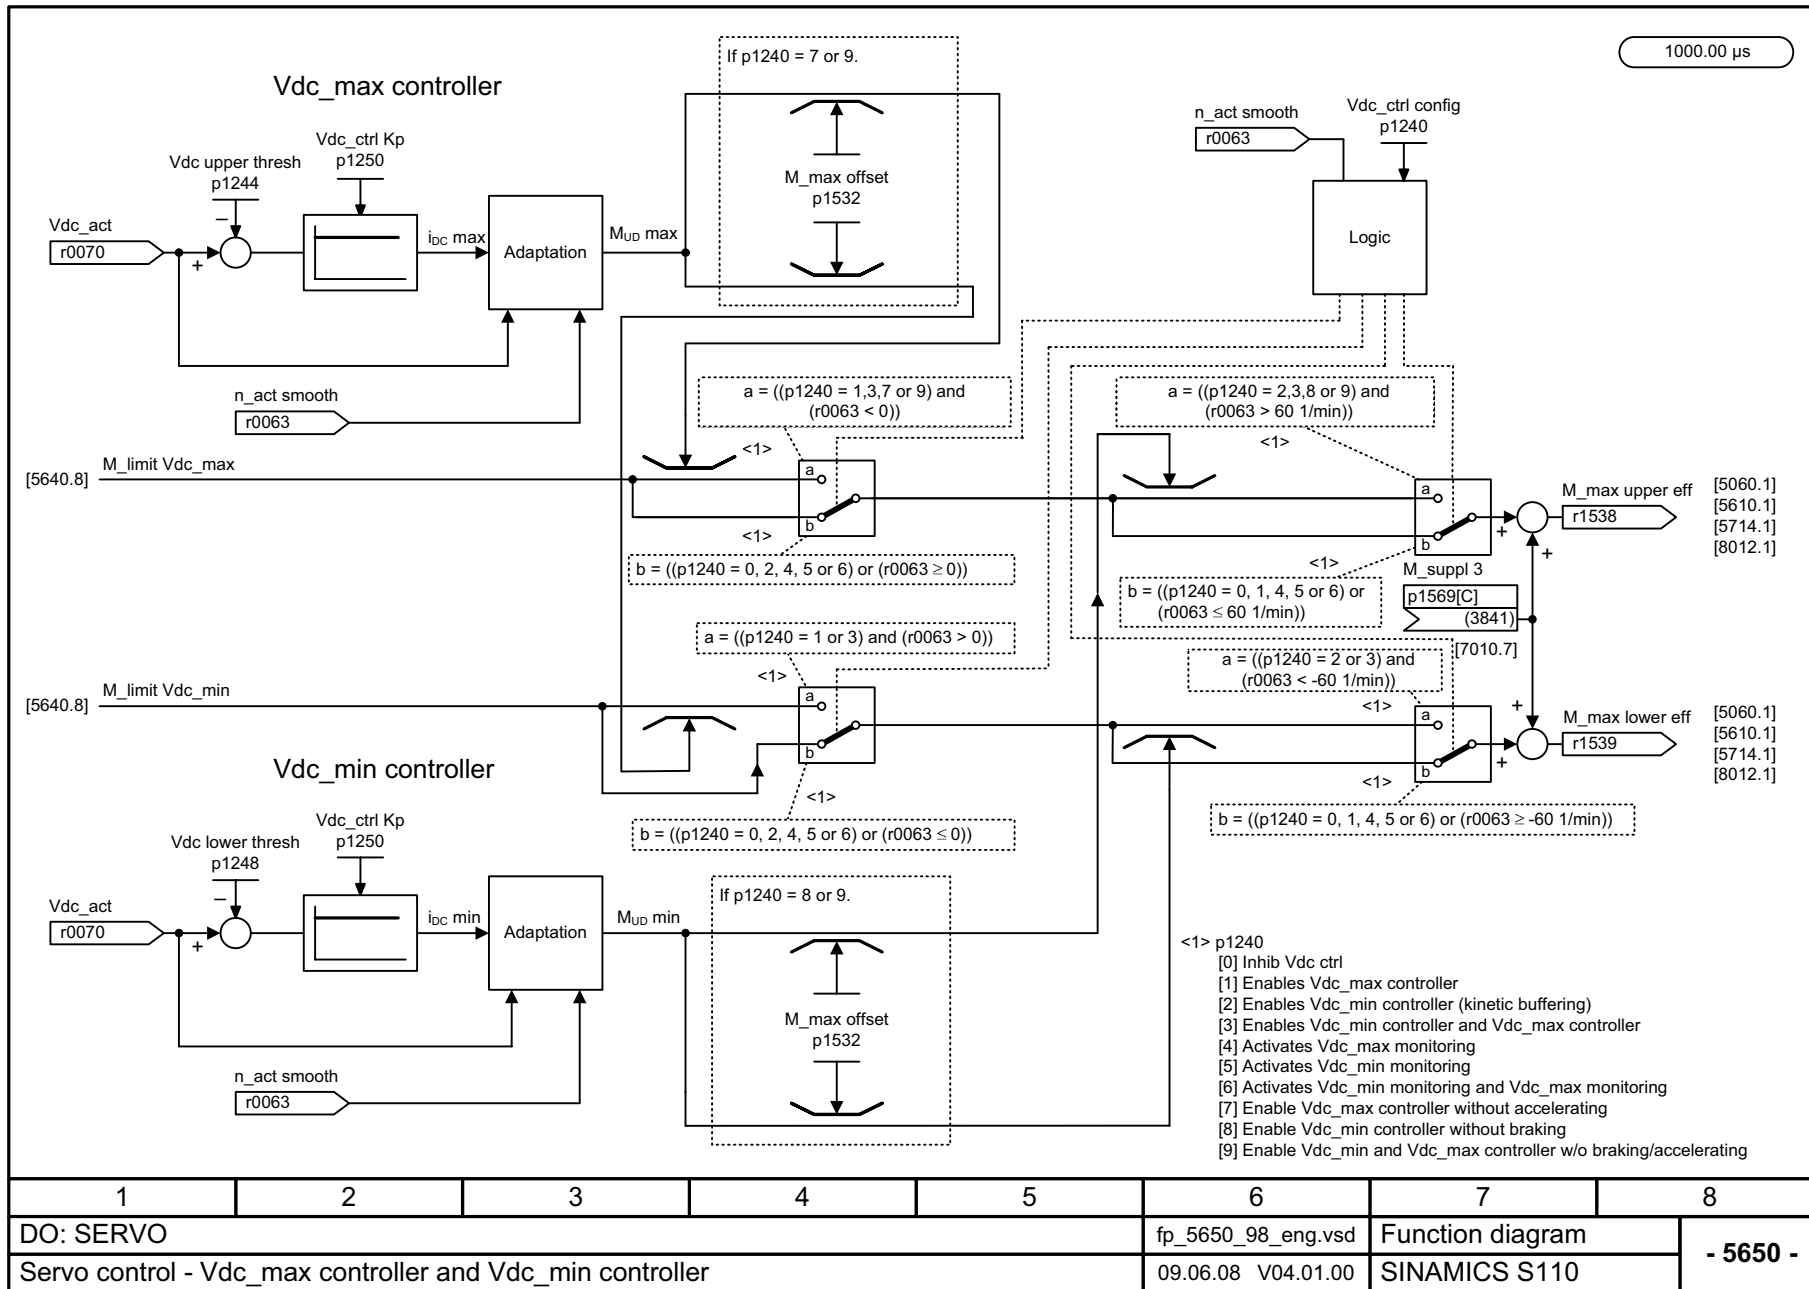 If p1240 = 7 or 9.
1000.00 µs
Vdc_max controller
Vdc_ctrl config
p1240
n_act smooth
r0063
Vdc_ctrl Kp
p1250
Vdc upper thresh
p1244
M_max offset
p1532
Vdc_act
r0070
–
+
iDC max
Adaptation
MUD max
Logic
n_act smooth
r0063
a = ((p1240 = 1,3,7 or 9) and
(r0063 < 0))
a = ((p1240 = 2,3,8 or 9) and
(r0063 > 60 1/min))
<1>
<1>
[5640.8]
M_limit Vdc_max
a
b
<1>
a
b
+
+
M_max upper eff
r1538
[5060.1]
[5610.1]
[5714.1]
[8012.1]
b = ((p1240 = 0, 2, 4, 5 or 6) or (r0063 ≥ 0))
<1>
b = ((p1240 = 0, 1, 4, 5 or 6) or
(r0063 ≤ 60 1/min))
M_suppl 3
p1569[C]
(3841)
[7010.7]
a = ((p1240 = 1 or 3) and (r0063 > 0))
a = ((p1240 = 2 or 3) and
(r0063 < -60 1/min))
<1>
<1>
[5640.8]
M_limit Vdc_min
a
b
a
b
+
+
M_max lower eff
r1539
[5060.1]
[5610.1]
[5714.1]
[8012.1]
<1>
<1>
b = ((p1240 = 0, 2, 4, 5 or 6) or (r0063 ≤ 0))
b = ((p1240 = 0, 1, 4, 5 or 6) or (r0063 ≥ -60 1/min))
Vdc_min controller
Vdc_ctrl Kp
p1250
Vdc lower thresh
p1248
If p1240 = 8 or 9.
Vdc_act
r0070
–
+
iDC min
Adaptation
MUD min
M_max offset
p1532
n_act smooth
r0063
<1> p1240
[0] Inhib Vdc ctrl
[1] Enables Vdc_max controller
[2] Enables Vdc_min controller (kinetic buffering)
[3] Enables Vdc_min controller and Vdc_max controller
[4] Activates Vdc_max monitoring
[5] Activates Vdc_min monitoring
[6] Activates Vdc_min monitoring and Vdc_max monitoring
[7] Enable Vdc_max controller without accelerating
[8] Enable Vdc_min controller without braking
[9] Enable Vdc_min and Vdc_max controller w/o braking/accelerating
1 2 3 4 5 6 7 8
DO: SERVO
fp_5650_98_eng.vsd
Function diagram
- 5650 -
Servo control - Vdc_max controller and Vdc_min controller
09.06.08 V04.01.00
SINAMICS S110